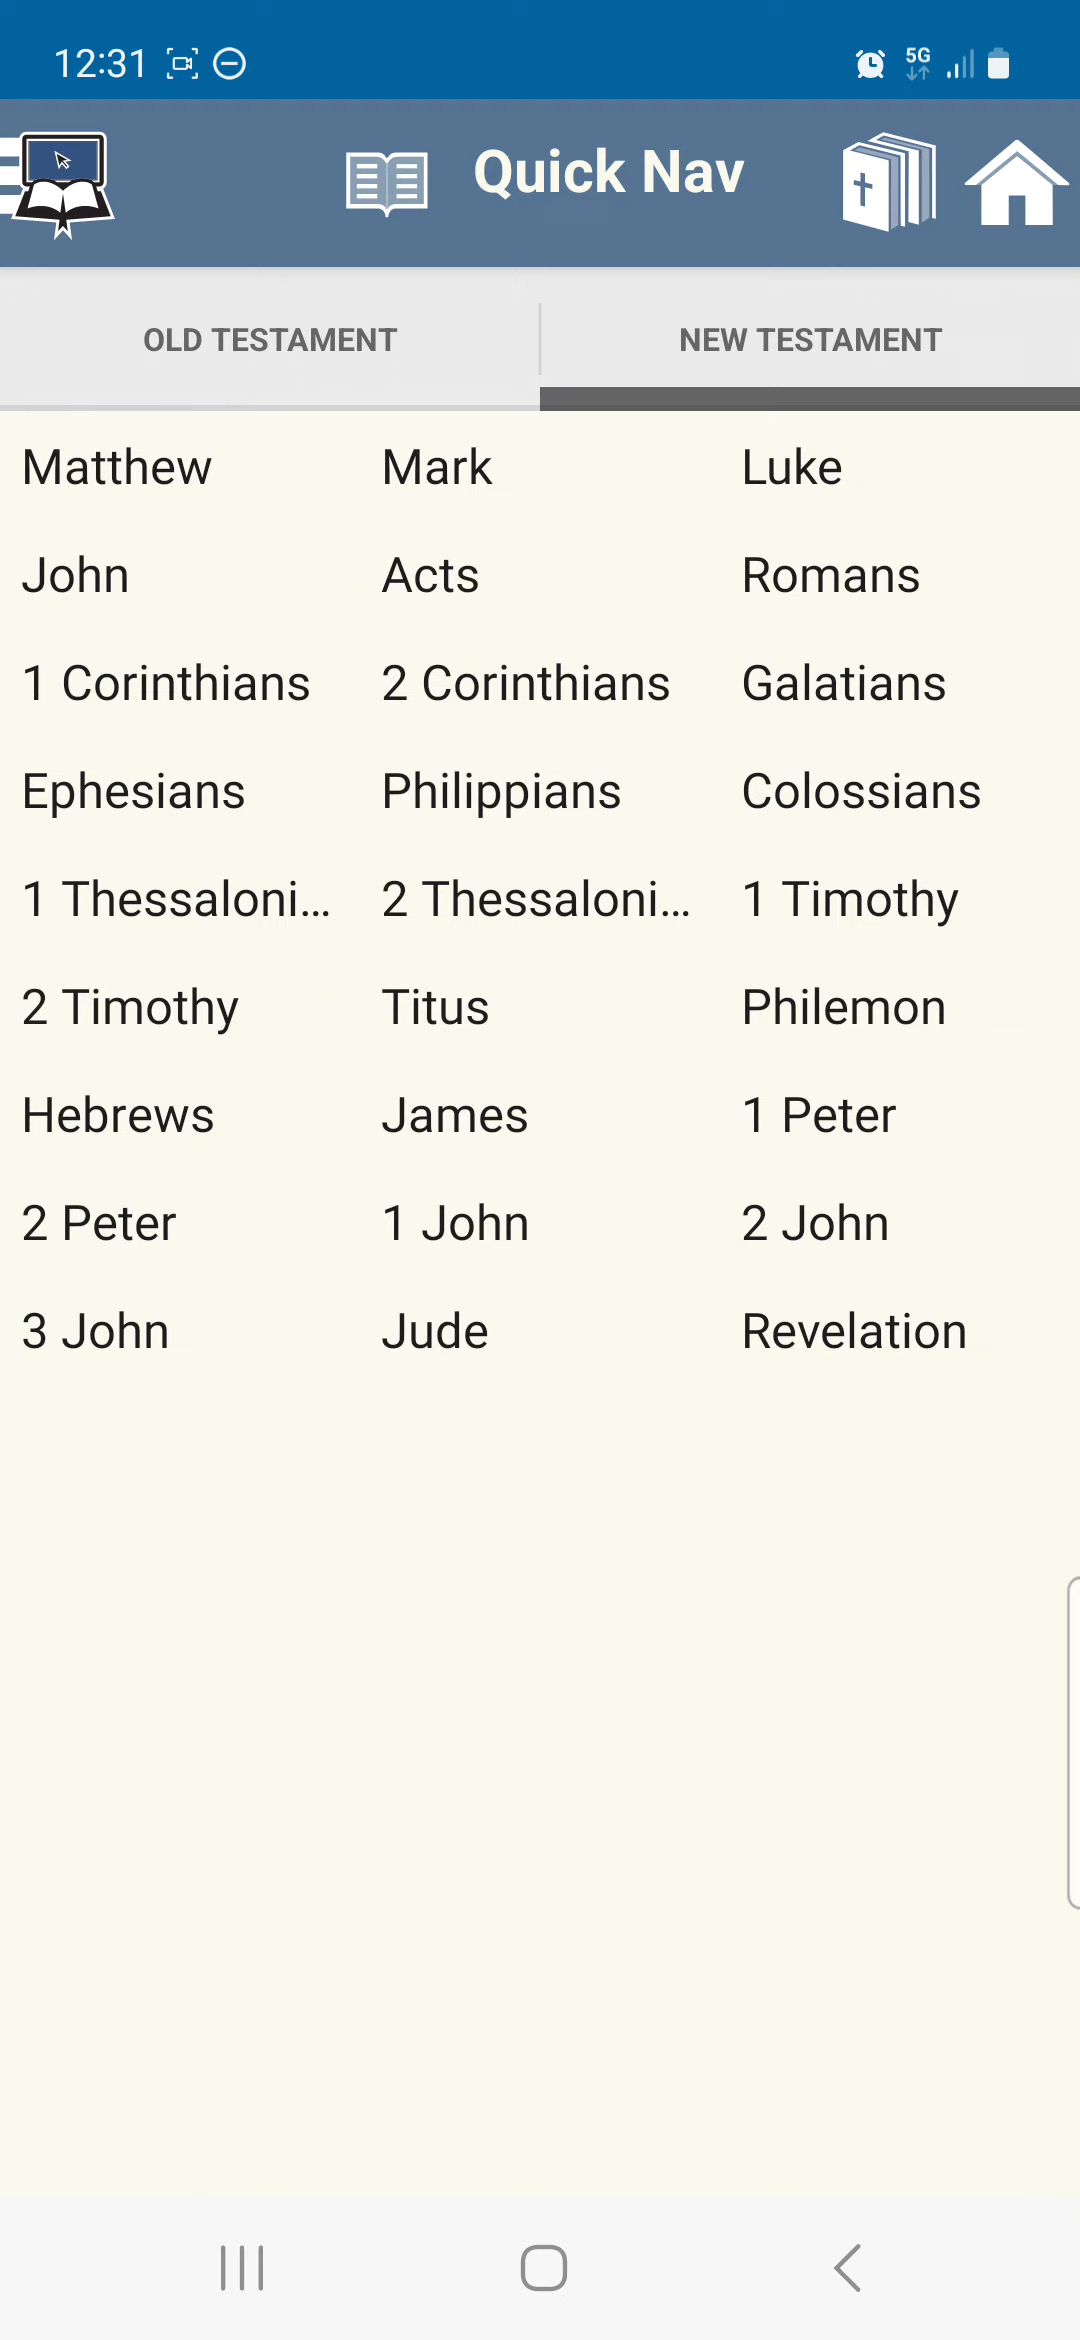 12:31
5G
Quick Nav
OLD TESTAMENT NEW TESTAMENT
Matthew Mark Luke
John Acts Romans
1 Corinthians 2 Corinthians Galatians
Ephesians Philippians Colossians
1 Thessaloni... 2 Thessaloni... 1 Timothy
2 Timothy Titus Philemon
Hebrews James 1 Peter
2 Peter 1 John 2 John
3 John Jude Revelation